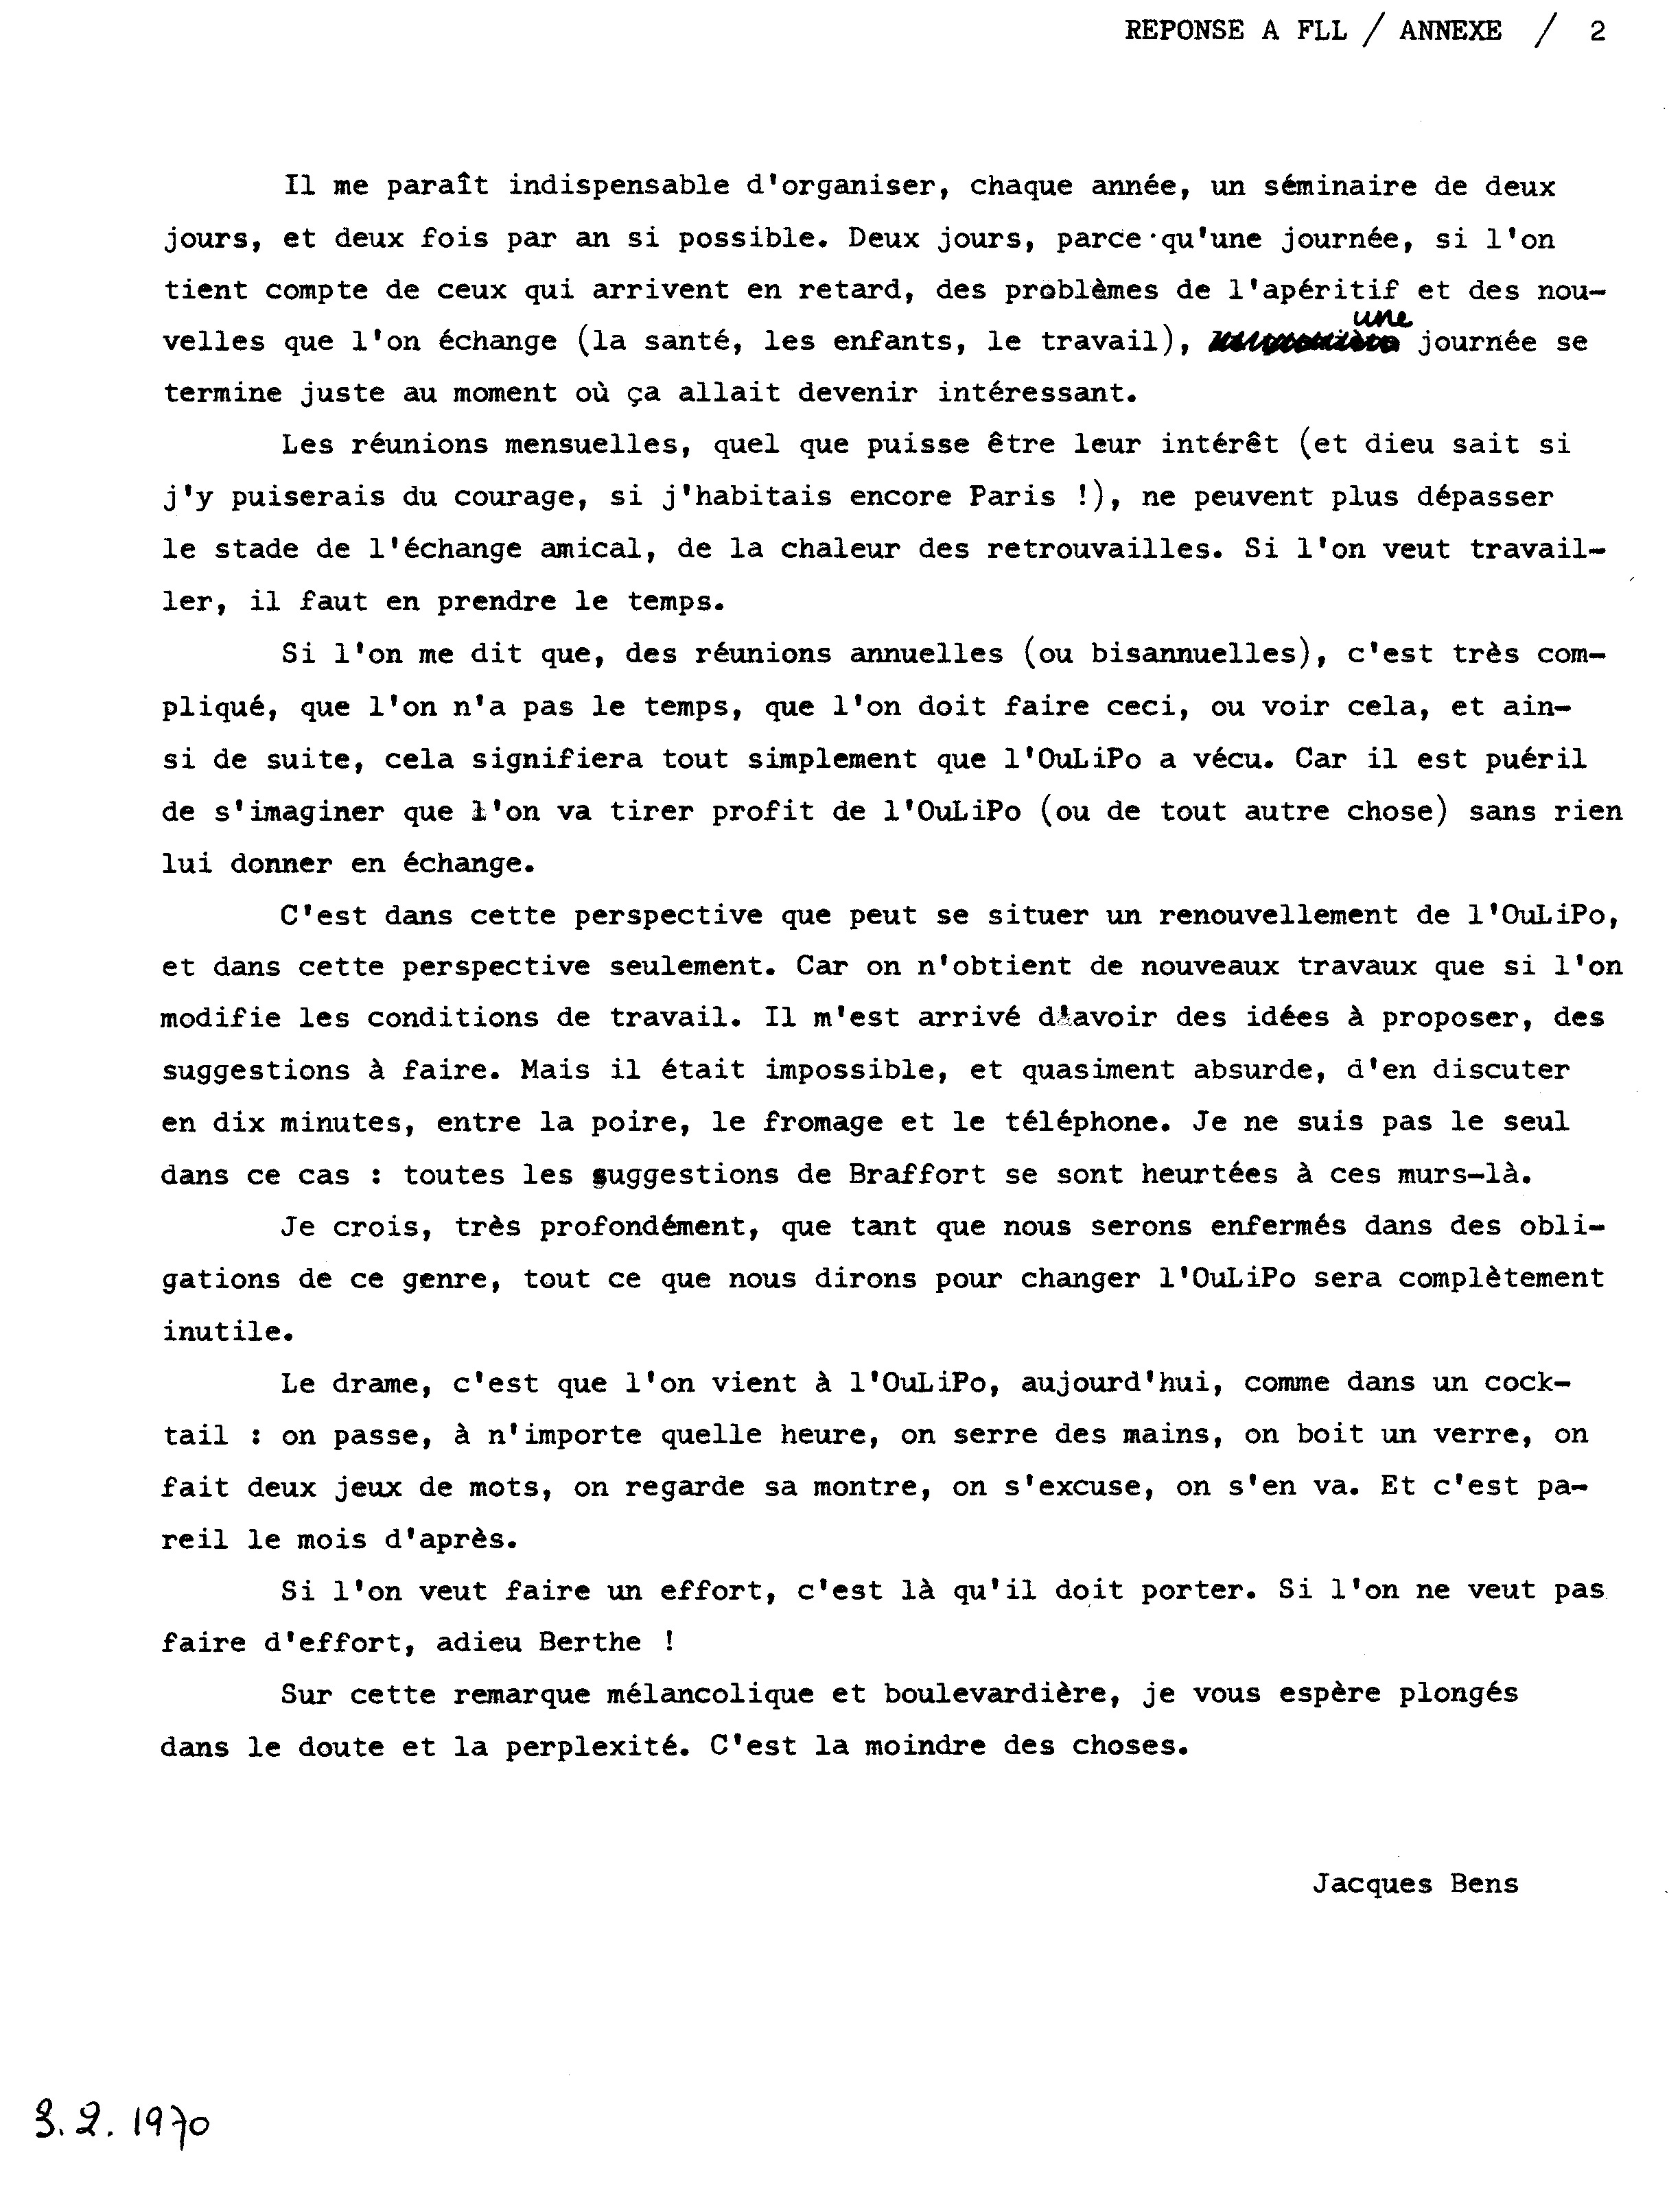 REPONSE A FLL / ANNEXE / 2
Il me paraît indispensable d'organiser, chaque année, un séminaire de deux
jours, et deux fois par an si possible. Deux jours, parce qu'une journée, si l'on
tient compte de ceux qui arrivent en retard, des problèmes de l'apéritif et des nou-
velles que l'on échange (la santé, les enfants, le travail), une journée se
termine juste au moment où ça allait devenir intéressant.
Les réunions mensuelles, quel que puisse être leur intérêt (et dieu sait si
j'y puiserais du courage, si j'habitais encore Paris !), ne peuvent plus dépasser
le stade de l'échange amical, de la chaleur des retrouvailles. Si l'on veut travail-
ler, il faut en prendre le temps.
Si l'on me dit que, des réunions annuelles (ou bisannuelles), c'est très com-
pliqué, que l'on n'a pas le temps, que l'on doit faire ceci, ou voir cela, et ain-
si de suite, cela signifiera tout simplement que l'OuLiPo a vécu. Car il est puéril
de s'imaginer que l'on va tirer profit de l'OuLiPo (ou de tout autre chose) sans rien
lui donner en échange.
C'est dans cette perspective que peut se situer un renouvellement de l'OuLiPo,
et dans cette perspective seulement. Car on n'obtient de nouveaux travaux que si l'on
modifie les conditions de travail. Il m'est arrivé d'avoir des idées à proposer, des
suggestions à faire. Mais il était impossible, et quasiment absurde, d'en discuter
en dix minutes, entre la poire, le fromage et le téléphone. Je ne suis pas le seul
dans ce cas : toutes les suggestions de Braffort se sont heurtées à ces murs-là.
Je crois, très profondément, que tant que nous serons enfermés dans des obli-
gations de ce genre, tout ce que nous dirons pour changer l'OuLiPo sera complètement
inutile.
Le drame, c'est que l'on vient à l'OuLiPo, aujourd'hui, comme dans un cock-
tail : on passe, à n'importe quelle heure, on serre des mains, on boit un verre, on
fait deux jeux de mots, on regarde sa montre, on s'excuse, on s'en va. Et c'est pa-
reil le mois d'après.
Si l'on veut faire un effort, c'est là qu'il doit porter. Si l'on ne veut pas
faire d'effort, adieu Berthe !
Sur cette remarque mélancolique et boulevardière, je vous espère plongés
dans le doute et la perplexité. C'est la moindre des choses.
Jacques Bens
3.2.1970